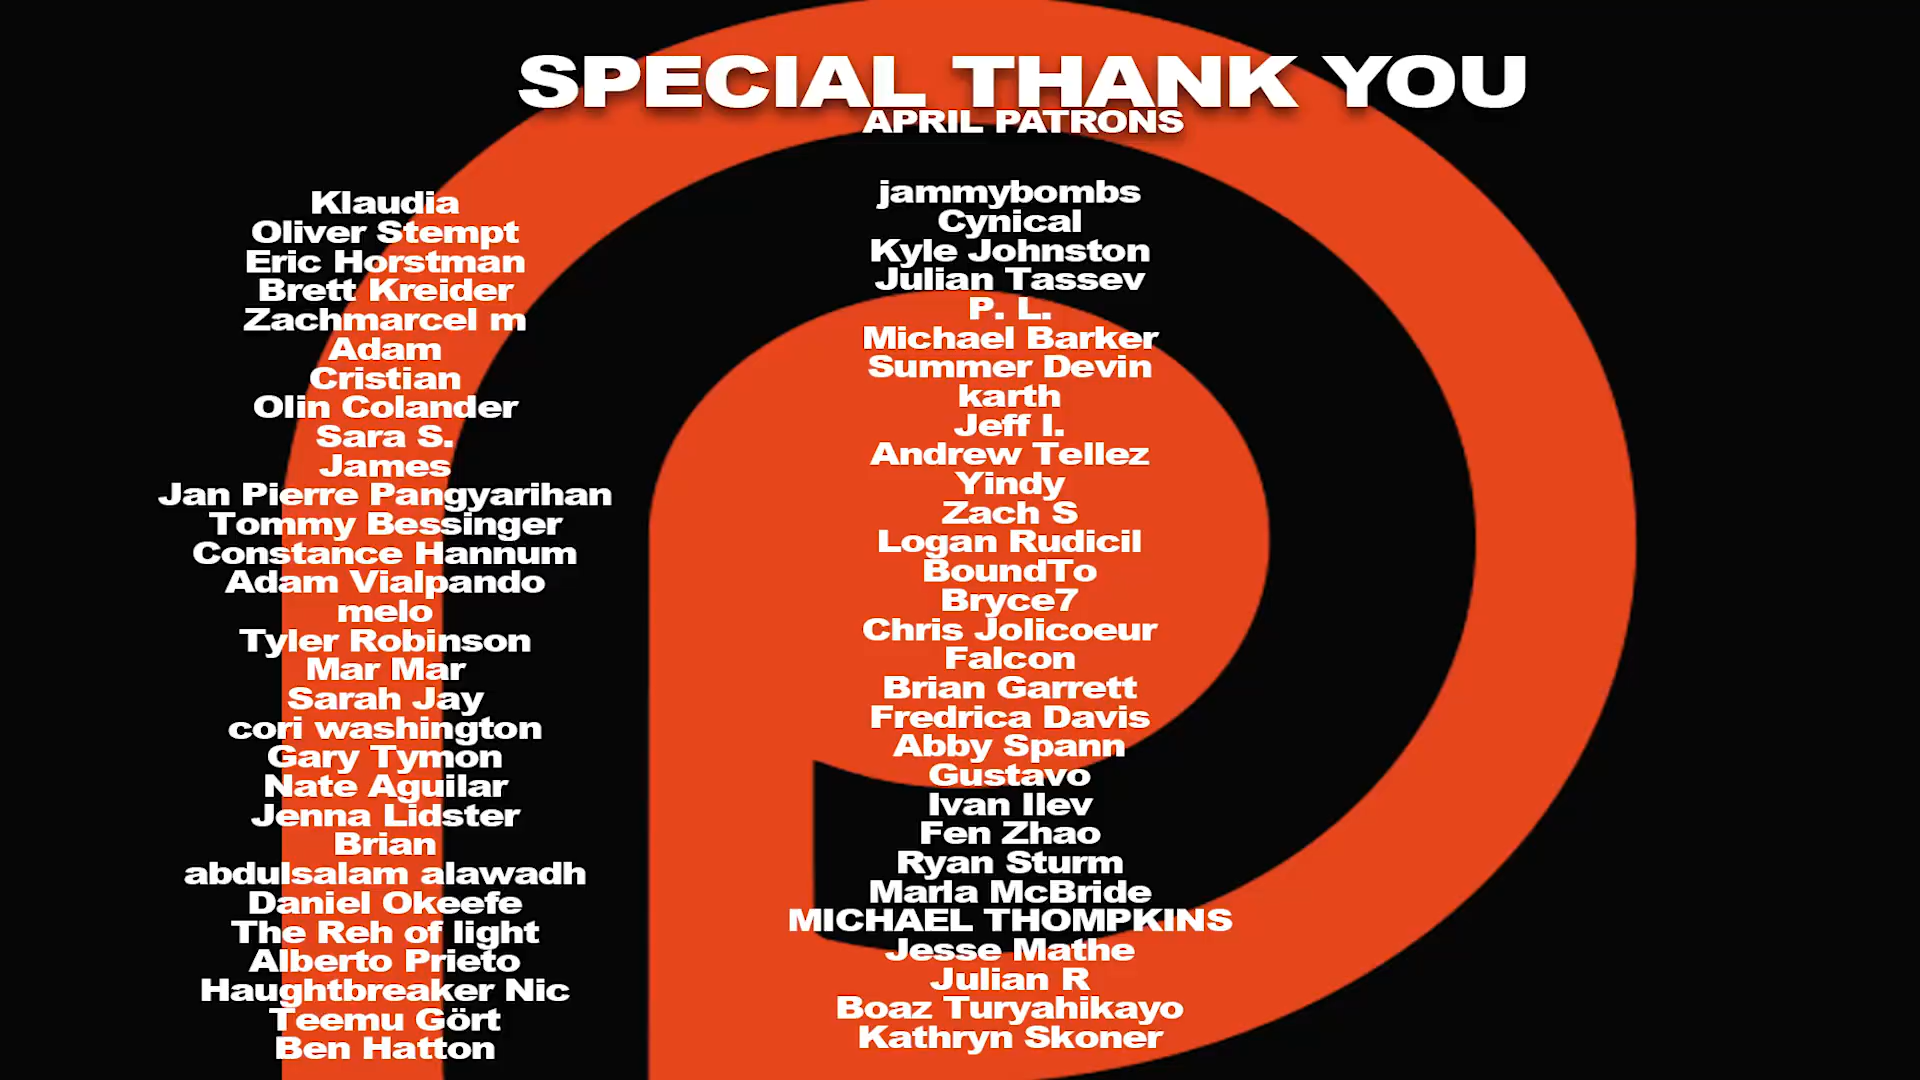 SPECIAL THANK YOU
APRIL PATRONS
Klaudia
Oliver Stempt
Eric Horstman
Brett Kreider
Zachmarcel m
Adam
Cristian
Olin Colander
Sara S.
James
Jan Pierre Pangyarihan
Tommy Bessinger
Constance Hannum
Adam Vialpando
melo
Tyler Robinson
Mar Mar
Sarah Jay
cori washington
Gary Tymon
Nate Aguilar
Jenna Lidster
Brian
abdulsalam alawadh
Daniel Okeefe
The Reh of light
Alberto Prieto
Haughtbreaker Nic
Teemu Gört
Ben Hatton
jammybombs
Cynical
Kyle Johnston
Julian Tassev
P. L.
Michael Barker
Summer Devin
karth
Jeff I.
Andrew Tellez
Yindy
Zach S
Logan Rudicil
BoundTo
Bryce7
Chris Jolicoeur
Falcon
Brian Garrett
Fredrica Davis
Abby Spann
Gustavo
Ivan Ilev
Fen Zhao
Ryan Sturm
Marla McBride
MICHAEL THOMPKINS
Jesse Mathe
Julian R
Boaz Turyahikayo
Kathryn Skoner